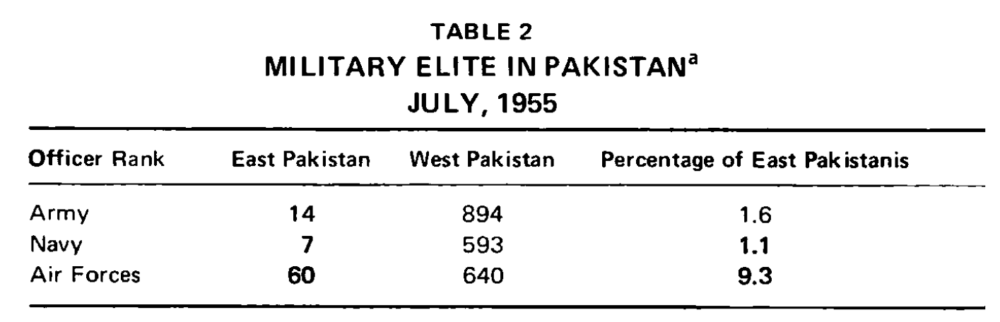 TABLE 2
MILITARY ELITE IN PAKISTANa
JULY, 1955
Officer Rank East Pakistan West Pakistan Percentage of East Pakistanis
Army 14 894 1.6
Navy 7 593 1.1
Air Forces 60 640 9.3